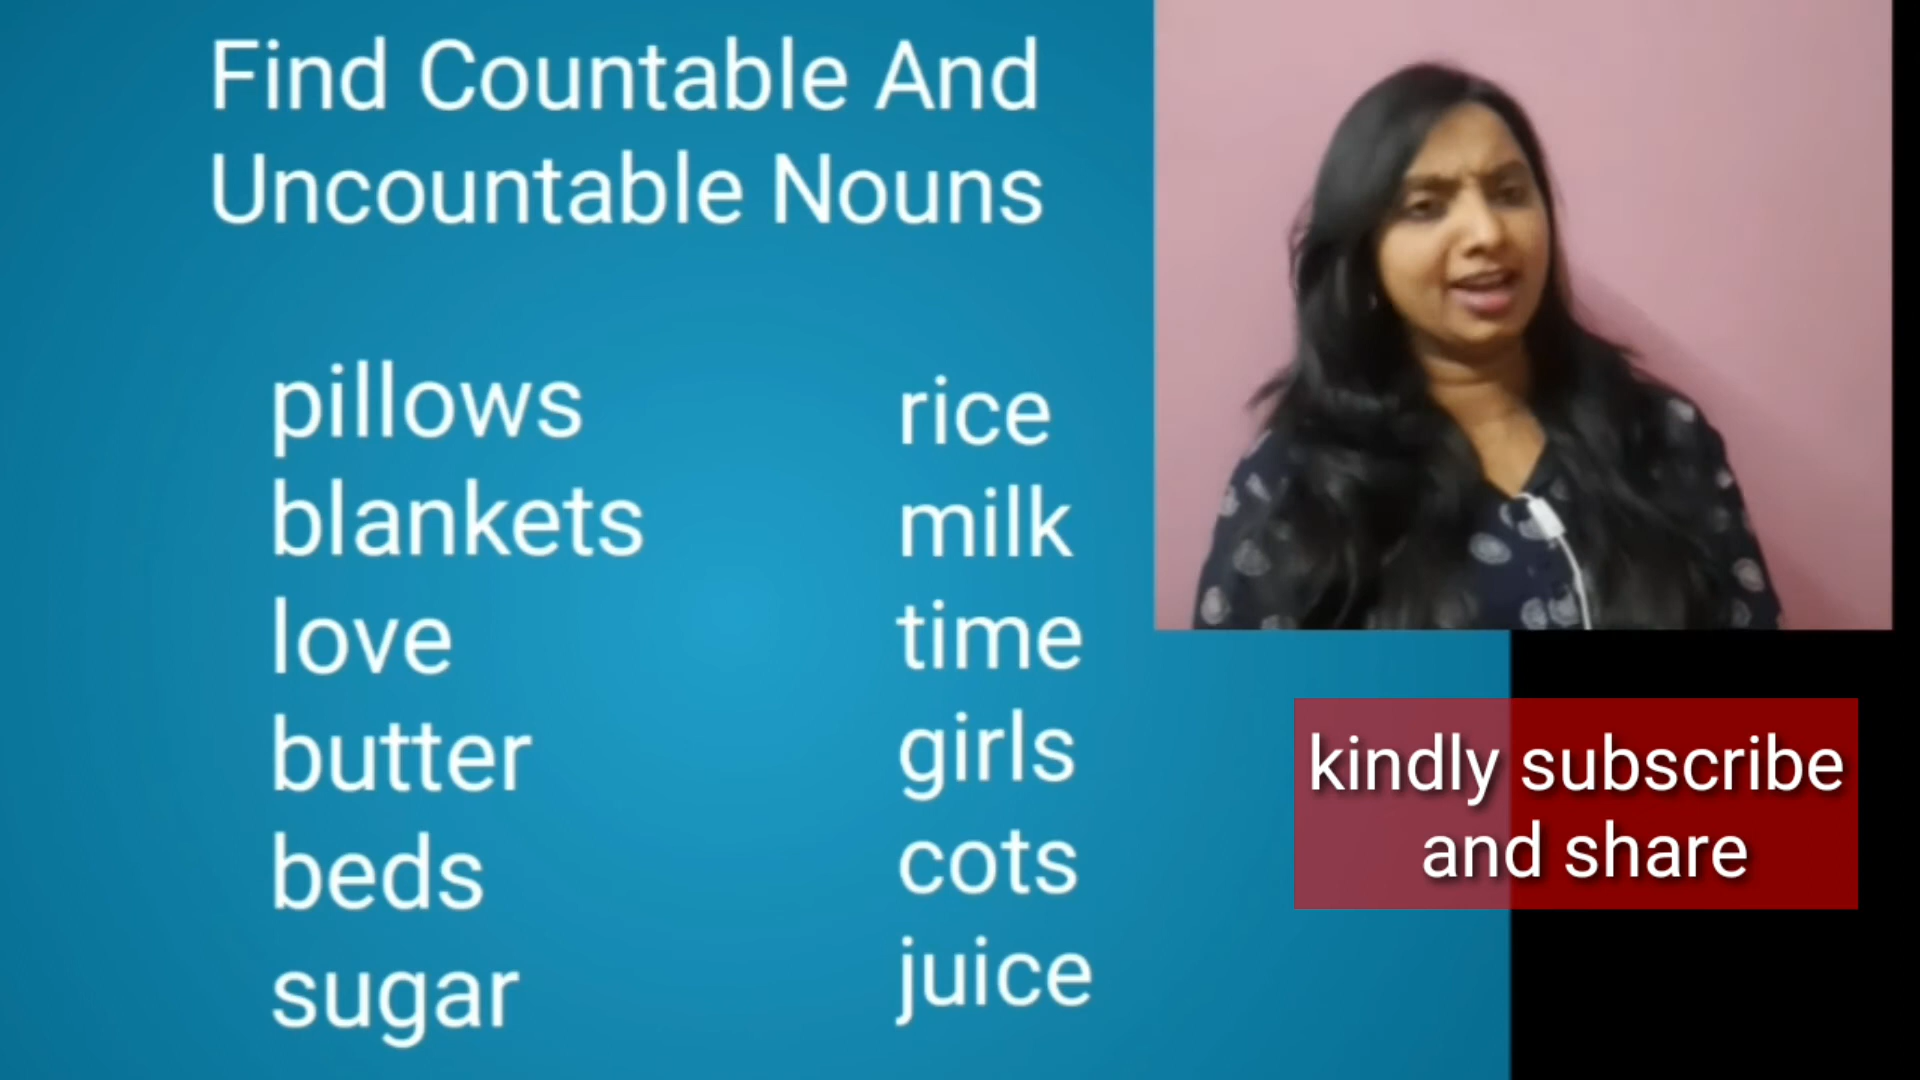 Find Countable And
Uncountable Nouns
pillows
blankets
love
butter
beds
sugar
rice
milk
time
girls
cots
juice
kindly subscribe
and share